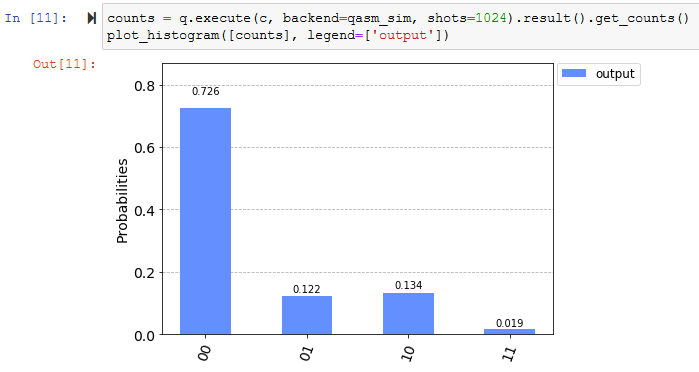 In [11]:
counts = q.execute(c, backend=qasm_sim, shots=1024).result().get_counts()
plot_histogram([counts], legend=['output'])
Out[11]:
output
0.8
0.726
0.6
Probabilities
0.4
0.2
0.122
0.134
0.019
0.0
00
01
10
11